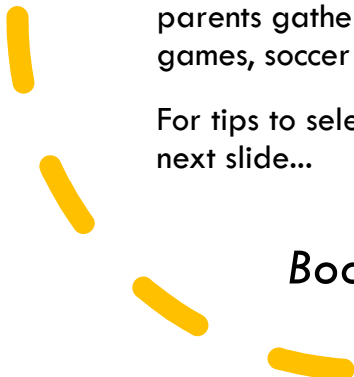 parents gathe
games, soccer
For tips to sele
next slide...
Boo